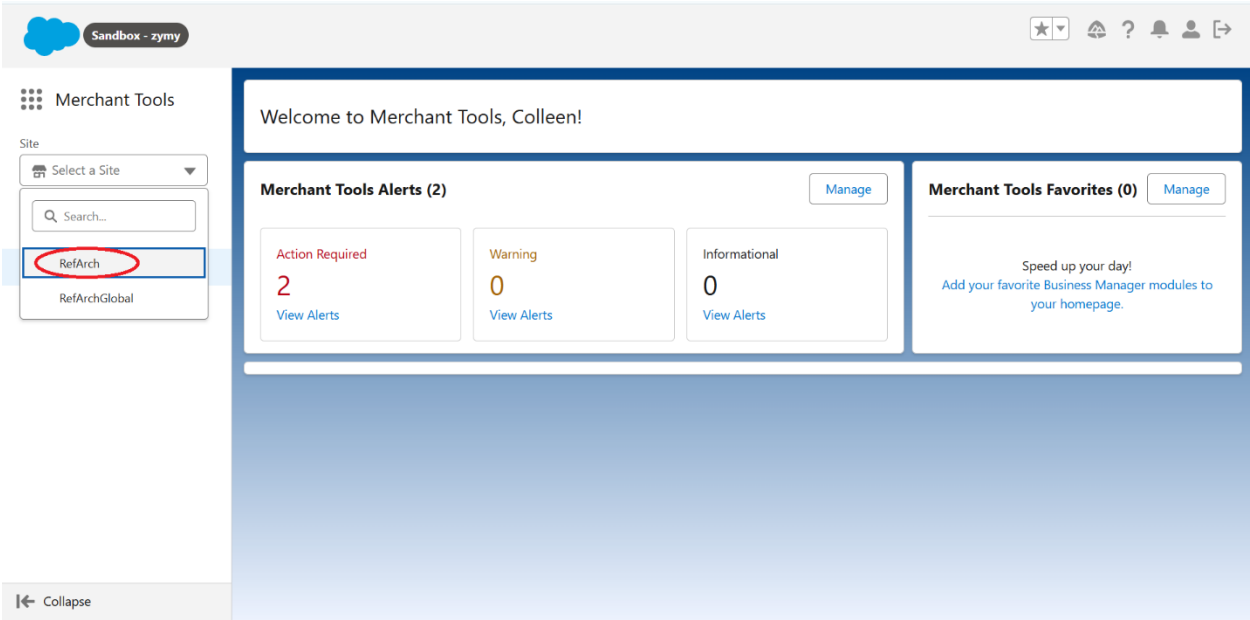 Sandbox - zymy
Merchant Tools
Site
Select a Site
Search...
RefArch
RefArchGlobal
Collapse
Welcome to Merchant Tools, Colleen!
Merchant Tools Alerts (2)
Manage
Action Required
2
View Alerts
Warning
0
View Alerts
Informational
0
View Alerts
Merchant Tools Favorites (0)
Manage
Speed up your day!
Add your favorite Business Manager modules to
your homepage.